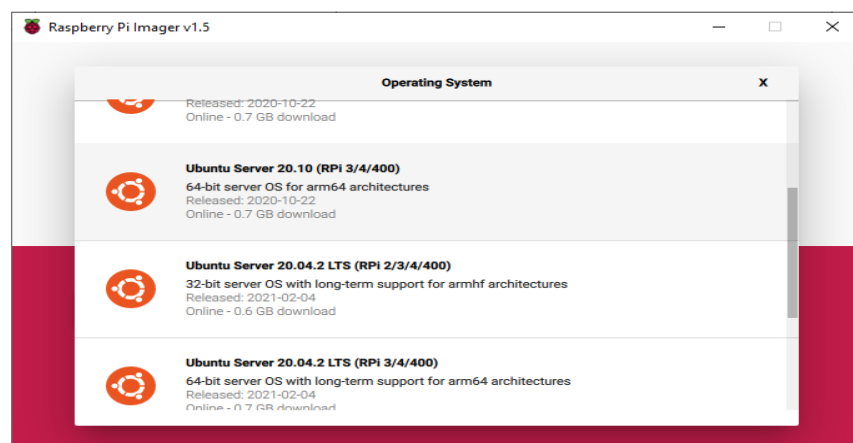 Raspberry Pi Imager v1.5
Operating System
X
Released: 2020-10-22
Online - 0.7 GB download
Ubuntu Server 20.10 (RPi 3/4/400)
64-bit server OS for arm64 architectures
Released: 2020-10-22
Online - 0.7 GB download
Ubuntu Server 20.04.2 LTS (RPi 2/3/4/400)
32-bit server OS with long-term support for armhf architectures
Released: 2021-02-04
Online - 0.6 GB download
Ubuntu Server 20.04.2 LTS (RPi 3/4/400)
64-bit server OS with long-term support for arm64 architectures
Released: 2021-02-04
Online - 0.7 GB download